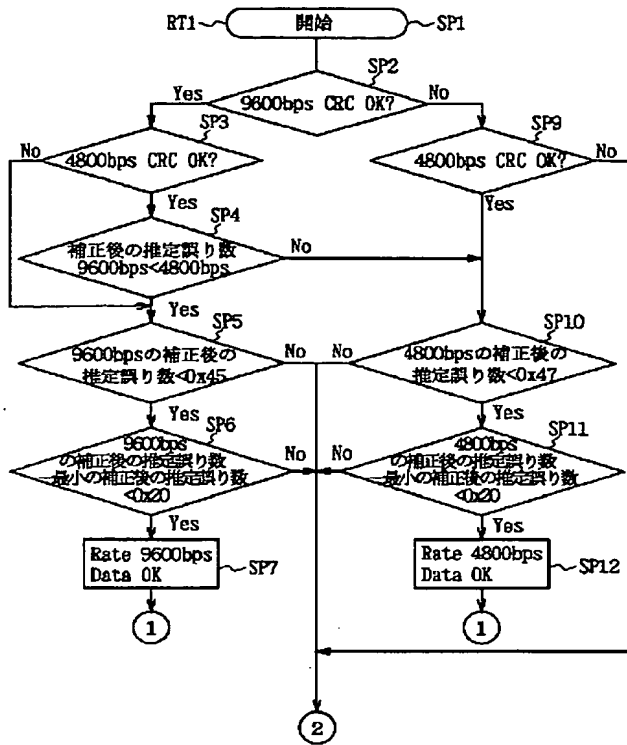 RT1
開始
SP1
SP2
9600bps CRC OK?
Yes
No
SP3
4800bps CRC OK?
No
Yes
SP9
4800bps CRC OK?
No
Yes
SP4
補正後の推定誤り数
9600bps<4800bps
No
Yes
SP5
9600bpsの補正後の
推定誤り数<0x45
No
Yes
SP10
4800bpsの補正後の
推定誤り数<0x47
No
Yes
SP6
9600bps
の補正後の推定誤り数
−最小の補正後の推定誤り数
<0x20
No
Yes
SP11
4800bps
の補正後の推定誤り数
−最小の補正後の推定誤り数
<0x20
No
Yes
Rate 9600bps
Data OK
SP7
Rate 4800bps
Data OK
SP12
1
1
2